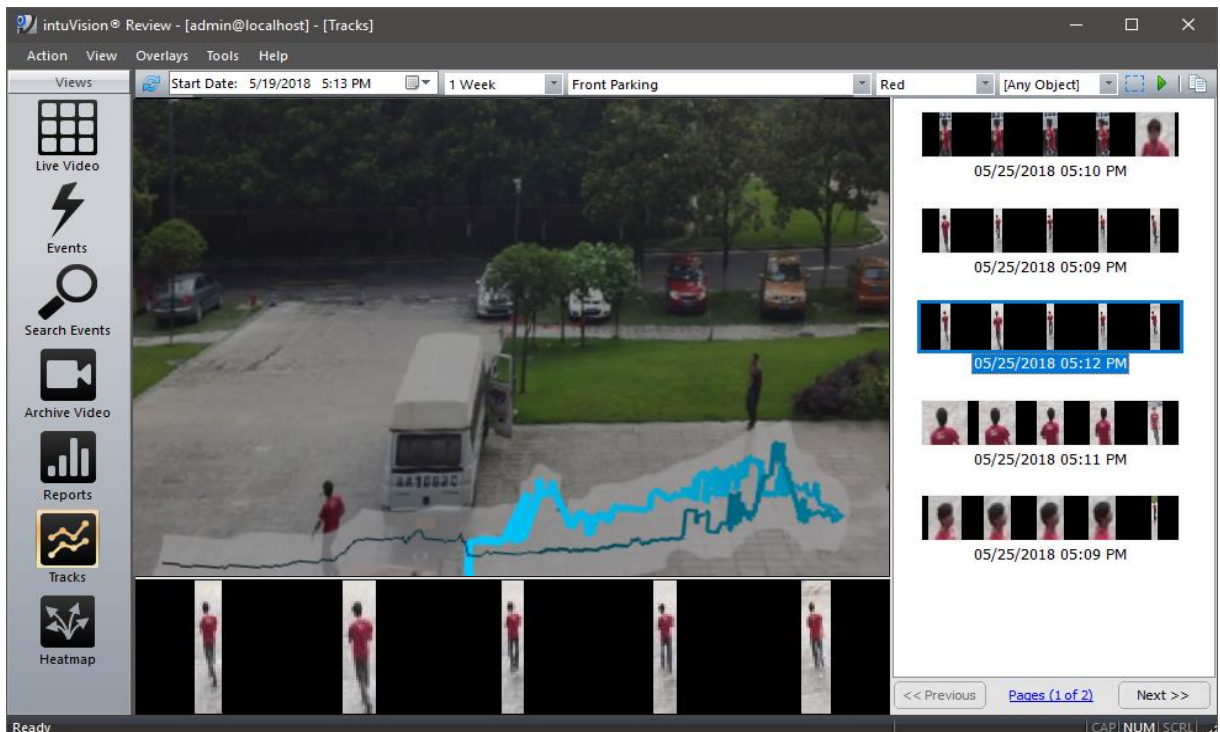 intuVision® Review - [admin@localhost] - [Tracks]
Action View Overlays Tools Help
Views
Start Date: 5/19/2018 5:13 PM 1 Week Front Parking Red [Any Object]
Live Video
Events
Search Events
Archive Video
Reports
Tracks
Heatmap
05/25/2018 05:10 PM
05/25/2018 05:09 PM
05/25/2018 05:12 PM
05/25/2018 05:11 PM
05/25/2018 05:09 PM
<< Previous Pages (1 of 2) Next >>
Ready CAP NUM SCRL